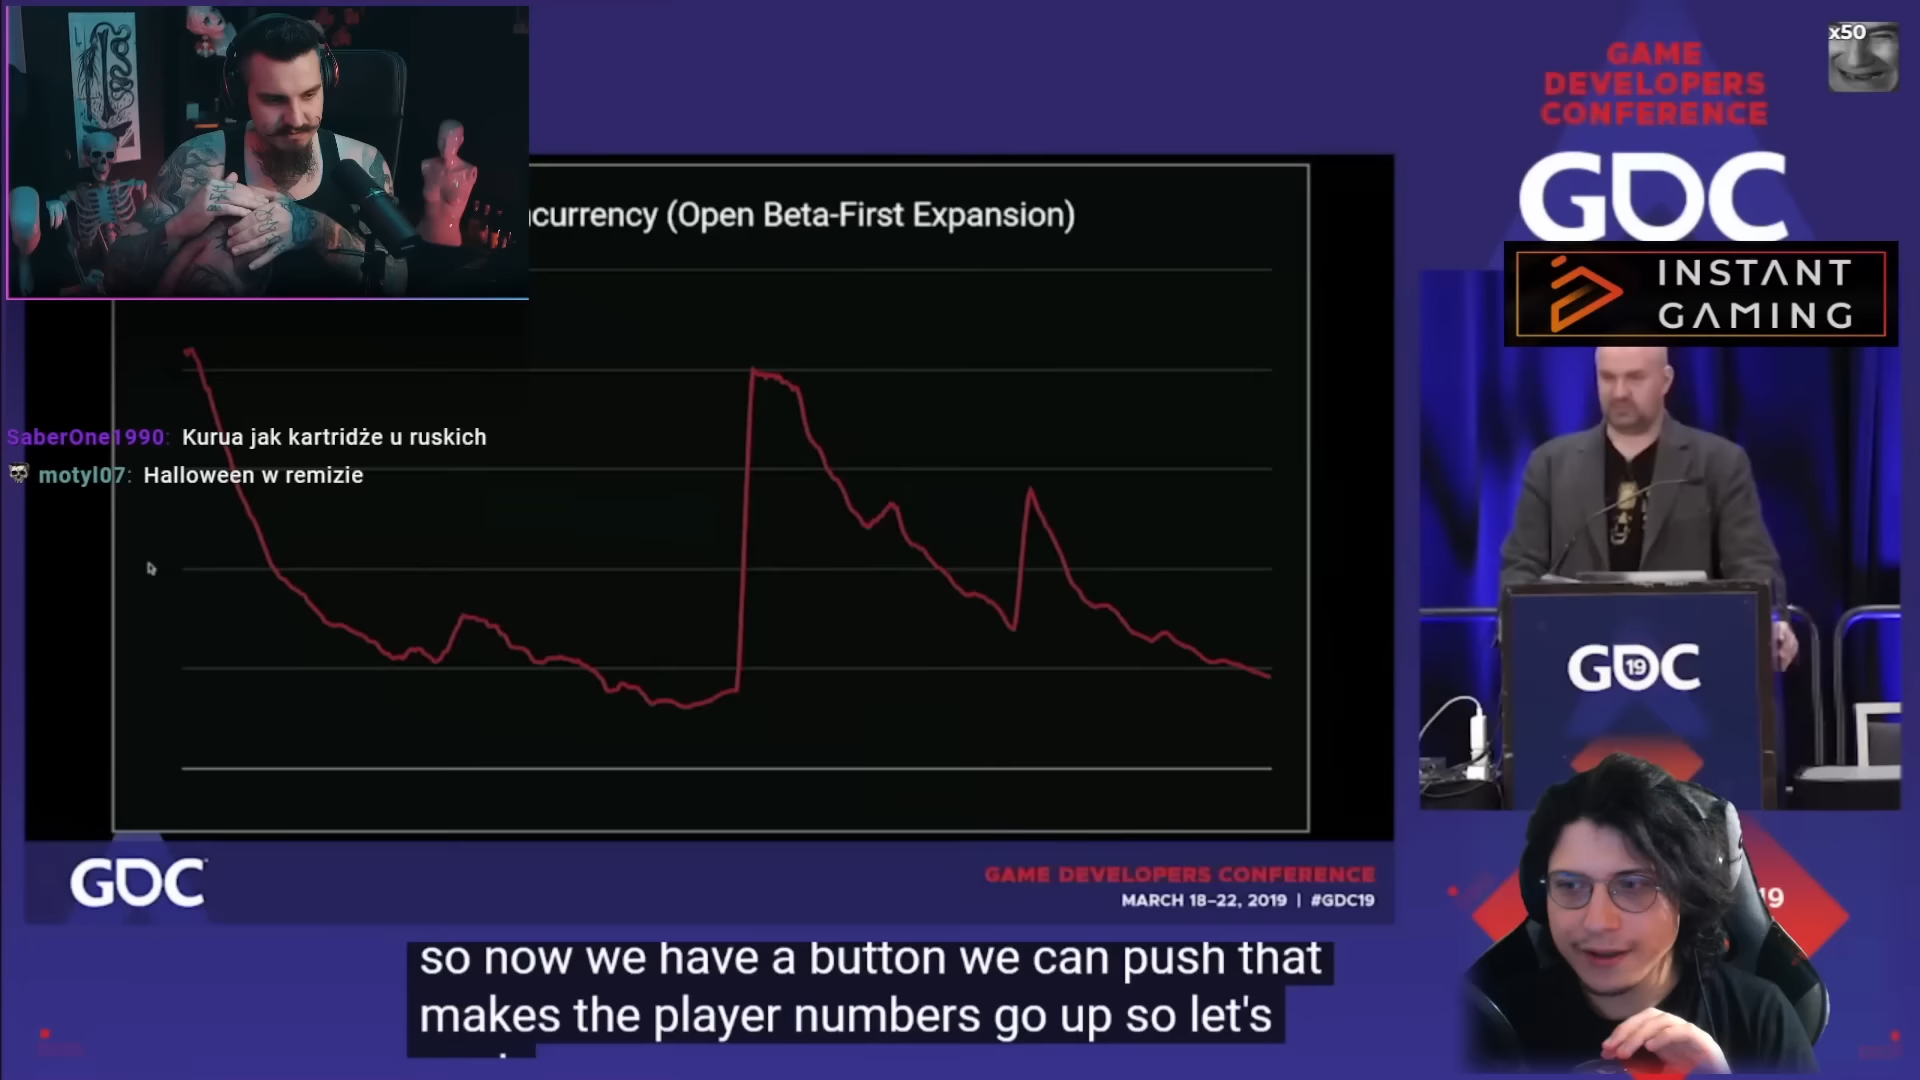 x50
GAME
DEVELOPERS
CONFERENCE
GDC
INSTANT
GAMING
currency (Open Beta-First Expansion)
SaberOne1990: Kurua jak kartridże u ruskich
motyl07: Halloween w remizie
GDC
19
GDC
GAME DEVELOPERS CONFERENCE
MARCH 18-22, 2019 | #GDC19
19
so now we have a button we can push that
makes the player numbers go up so let's